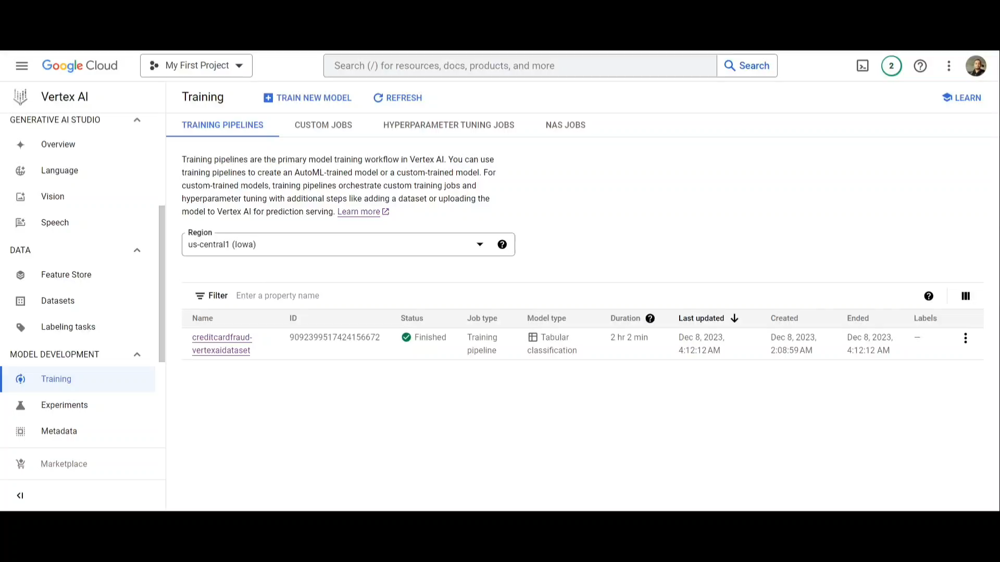 Google Cloud
My First Project
Search (/) for resources, docs, products, and more
Search
2
Vertex AI
GENERATIVE AI STUDIO
Overview
Language
Vision
Speech
DATA
Feature Store
Datasets
Labeling tasks
MODEL DEVELOPMENT
Training
Experiments
Metadata
Marketplace
Training
TRAIN NEW MODEL
REFRESH
LEARN
TRAINING PIPELINES
CUSTOM JOBS
HYPERPARAMETER TUNING JOBS
NAS JOBS
Training pipelines are the primary model training workflow in Vertex AI. You can use
training pipelines to create an AutoML-trained model or a custom-trained model. For
custom-trained models, training pipelines orchestrate custom training jobs and
hyperparameter tuning with additional steps like adding a dataset or uploading the
model to Vertex AI for prediction serving. Learn more
Region
us-central1 (Iowa)
Filter Enter a property name
Name ID Status Job type Model type Duration Last updated Created Ended Labels
creditcardfraud- 9092399517424156672 Finished Training Tabular 2 hr 2 min Dec 8, 2023, Dec 8, 2023, Dec 8, 2023, —
vertexaidataset pipeline classification 4:12:12 AM 2:08:59 AM 4:12:12 AM